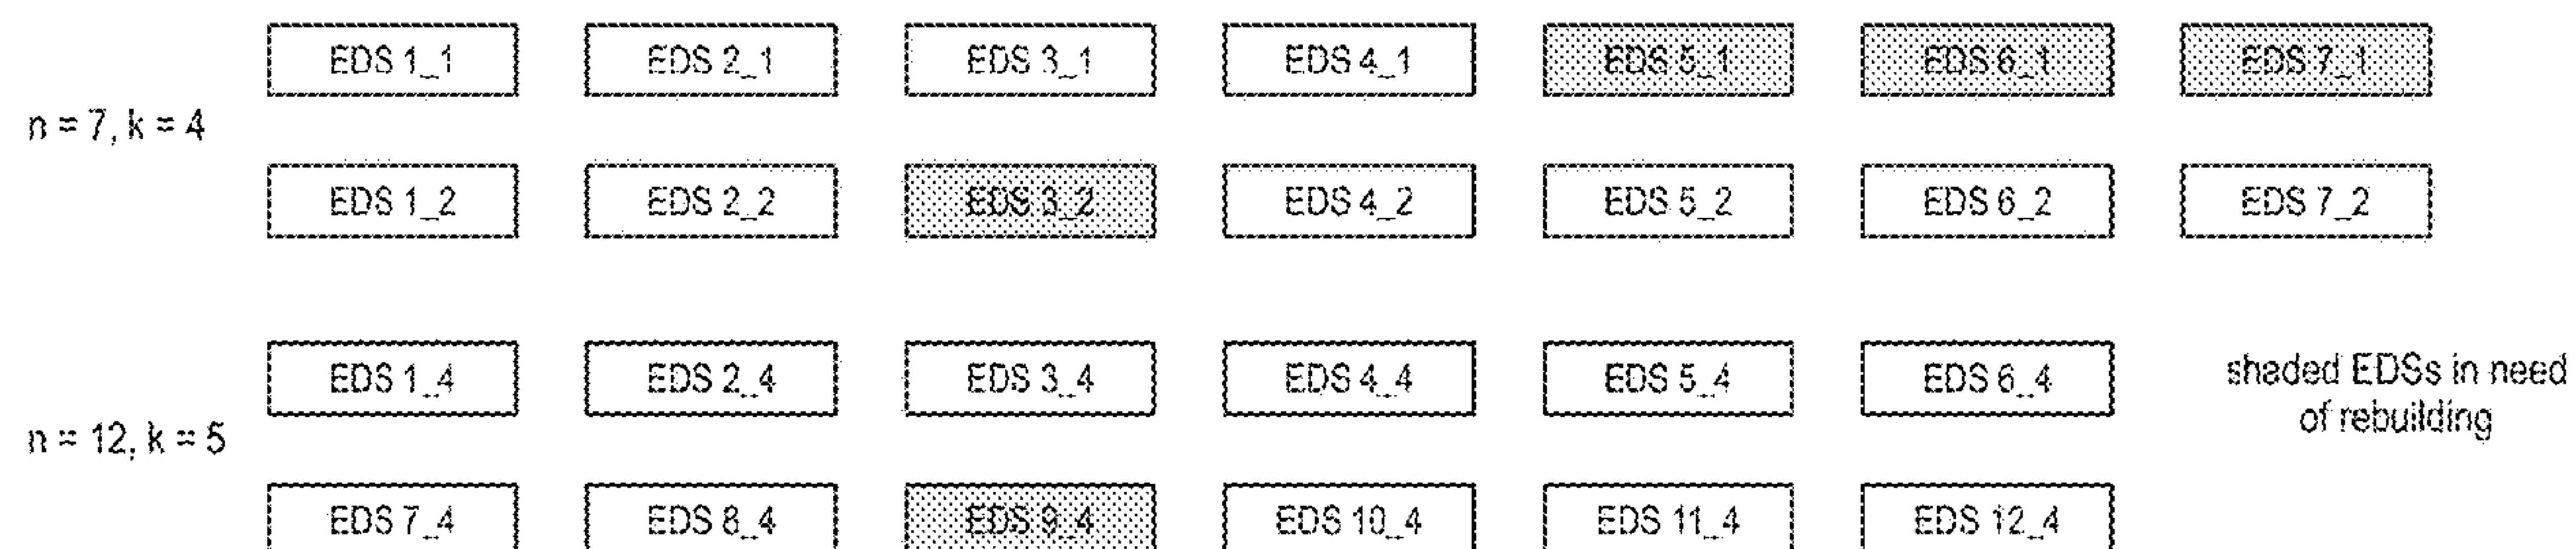 EDS 1_1 EDS 2_1 EDS 3_1 EDS 4_1 EDS 5_1 EDS 6_1 EDS 7_1
n = 7, k = 4
EDS 1_2 EDS 2_2 EDS 3_2 EDS 4_2 EDS 5_2 EDS 6_2 EDS 7_2
EDS 1_4 EDS 2_4 EDS 3_4 EDS 4_4 EDS 5_4 EDS 6_4
shaded EDSs in need
of rebuilding
n = 12, k = 5
EDS 7_4 EDS 8_4 EDS 9_4 EDS 10_4 EDS 11_4 EDS 12_4